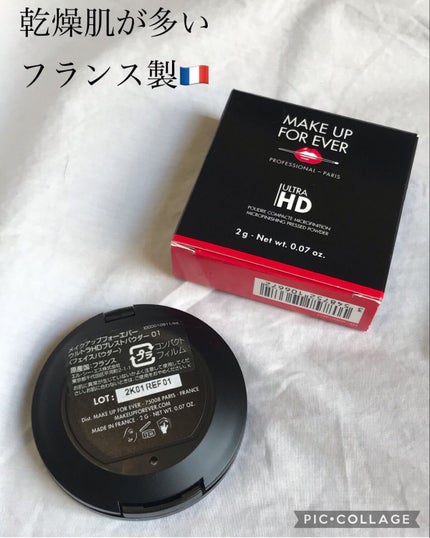 乾燥肌が多い
フランス製🇫🇷
MAKE UP
FOR EVER
PROFESSIONAL - PARIS
ULTRA
HD
POUDRE COMPACTE MICROFINITION
MICROFINISHING PRESSED POWDER
2 g - Net wt. 0.07 oz.
メイクアップフォーエバー
ウルトラHDプレストパウダー 01
(フェイスパウダー)
原産国：フランス
プラ
コンパクト
フィルム
LOT : 2K01 REF 01
Dist. MAKE UP FOR EVER - 75008 PARIS - FRANCE
MAKEUPFOREVER.COM
MADE IN FRANCE - 2 G - NET WT. 0.07 OZ.
PIC•COLLAGE